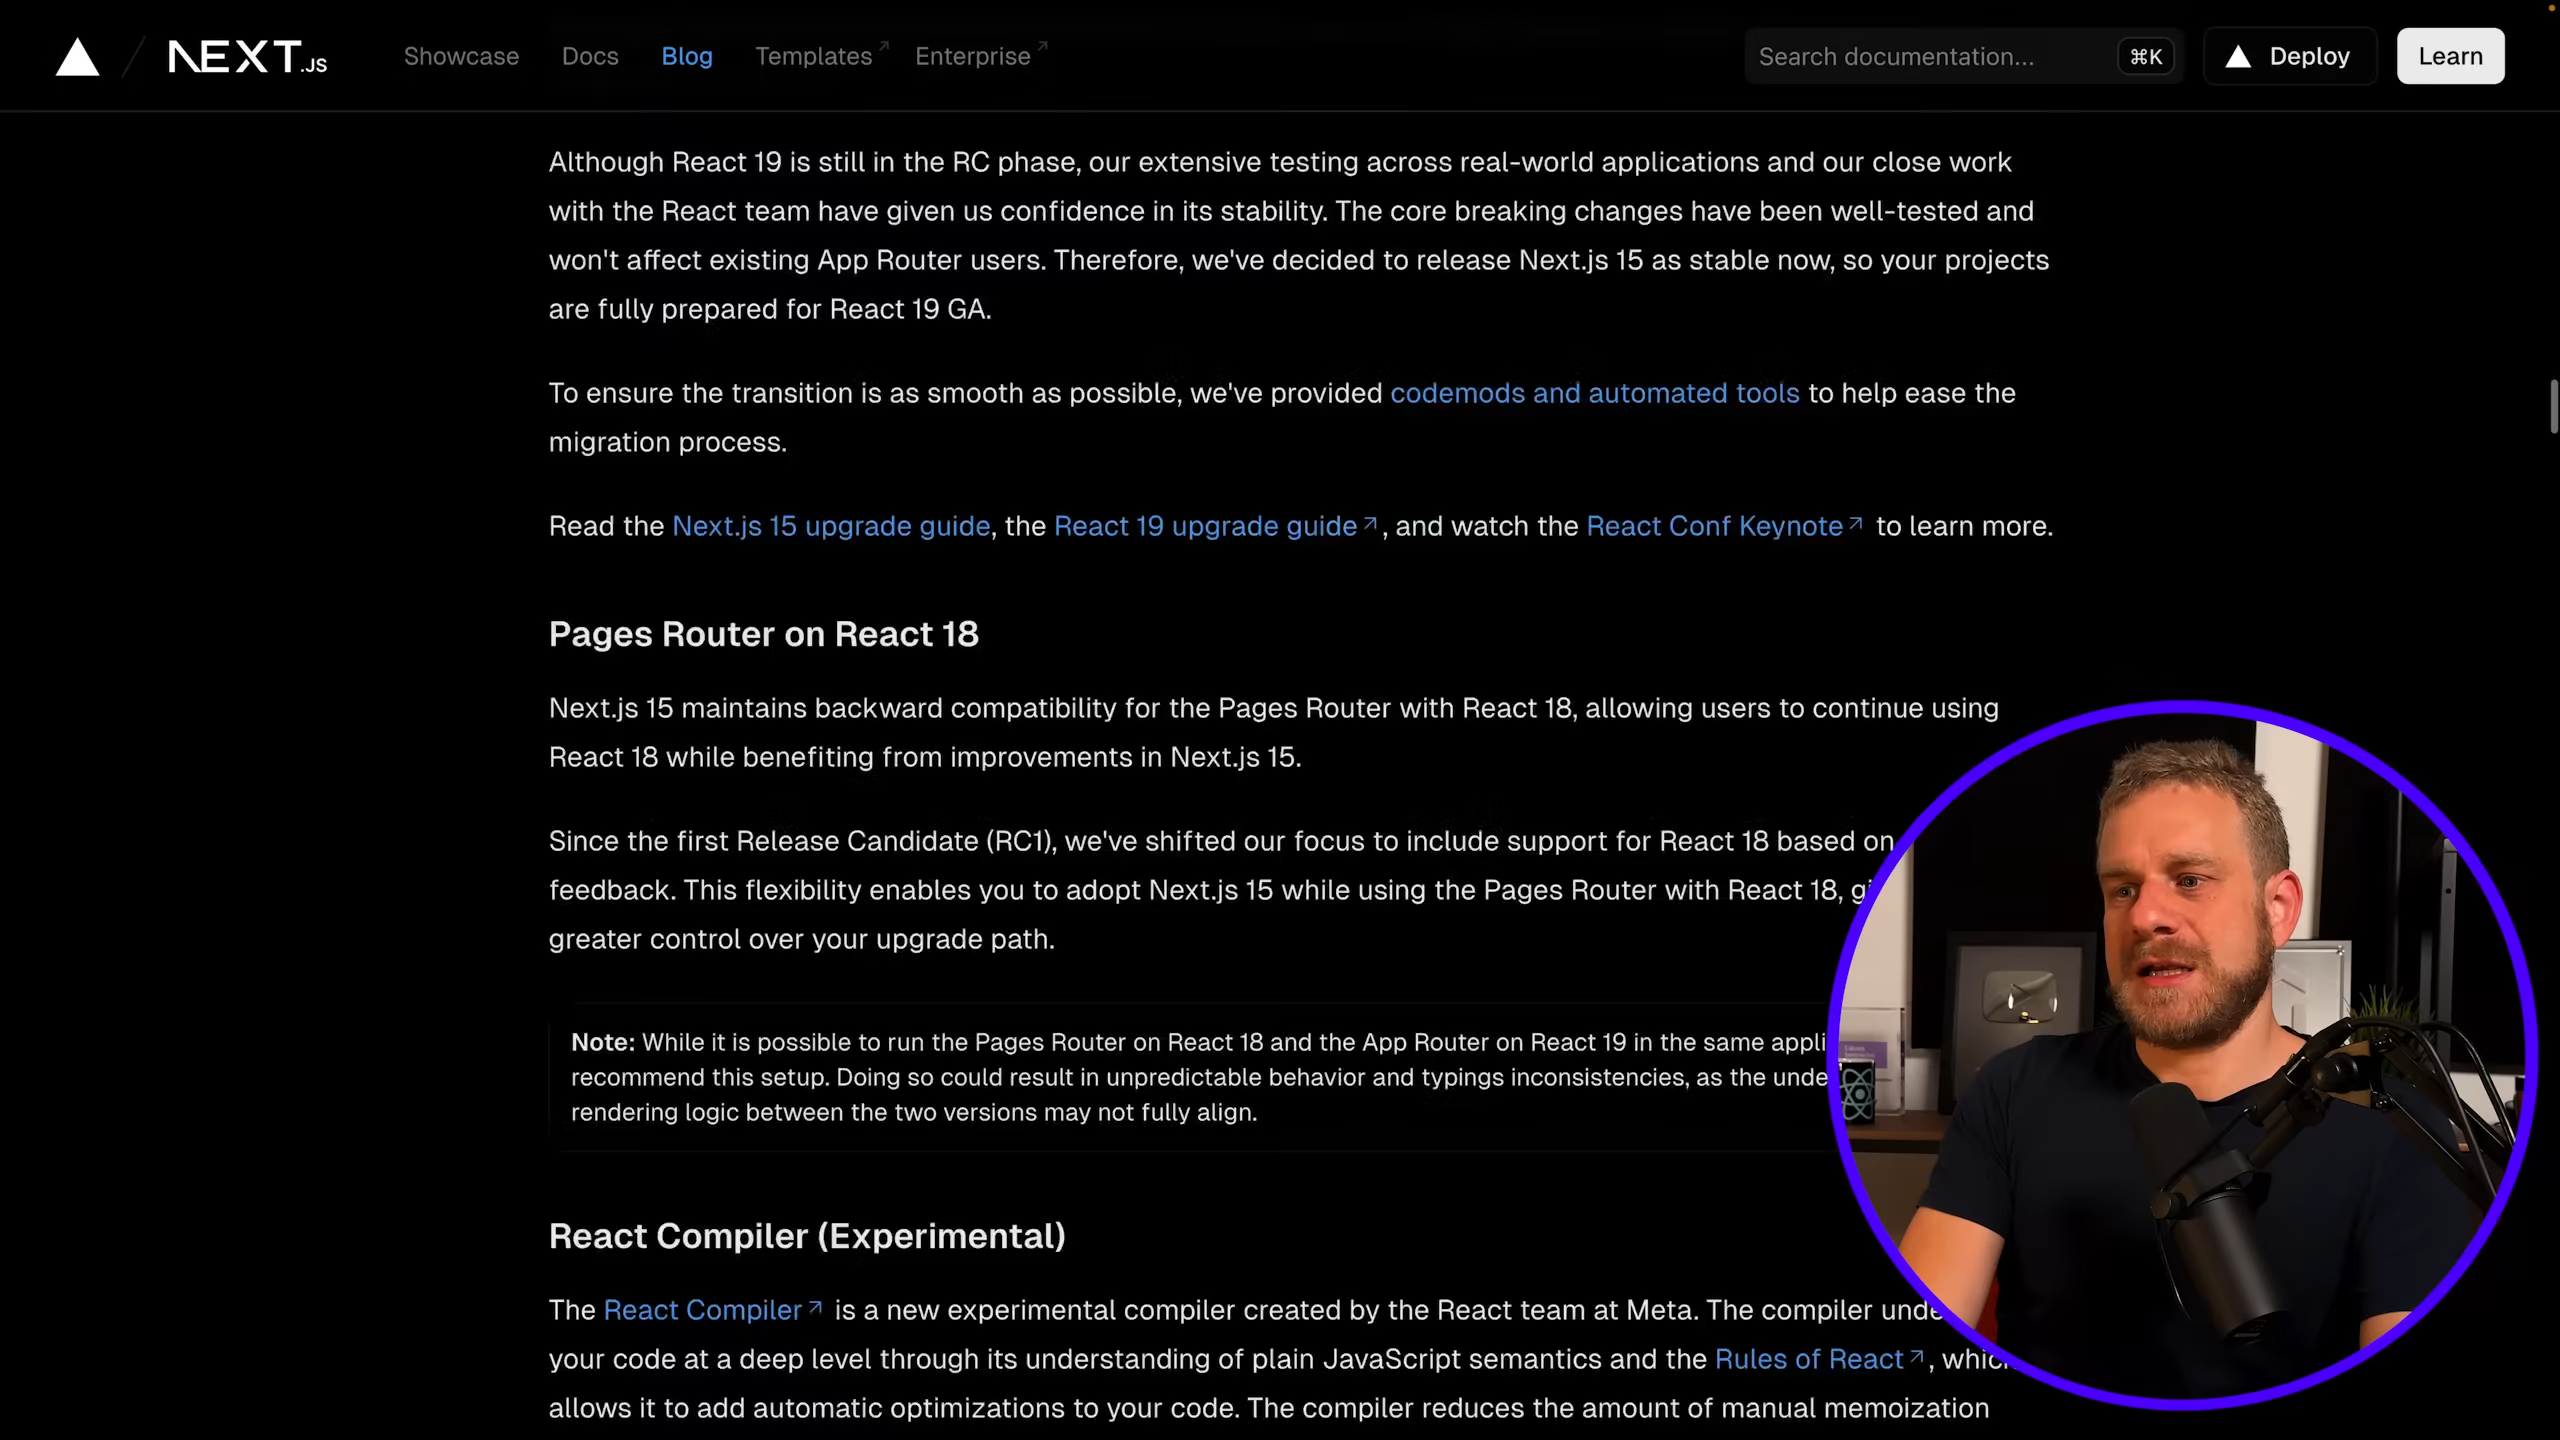 NEXT.JS
Showcase
Docs
Blog
Templates
Enterprise
Search documentation...
⌘K
Deploy
Learn
Although React 19 is still in the RC phase, our extensive testing across real-world applications and our close work
with the React team have given us confidence in its stability. The core breaking changes have been well-tested and
won't affect existing App Router users. Therefore, we've decided to release Next.js 15 as stable now, so your projects
are fully prepared for React 19 GA.
To ensure the transition is as smooth as possible, we've provided codemods and automated tools to help ease the
migration process.
Read the Next.js 15 upgrade guide, the React 19 upgrade guide↗, and watch the React Conf Keynote↗ to learn more.
Pages Router on React 18
Next.js 15 maintains backward compatibility for the Pages Router with React 18, allowing users to continue using
React 18 while benefiting from improvements in Next.js 15.
Since the first Release Candidate (RC1), we've shifted our focus to include support for React 18 based on
feedback. This flexibility enables you to adopt Next.js 15 while using the Pages Router with React 18,
greater control over your upgrade path.
Note: While it is possible to run the Pages Router on React 18 and the App Router on React 19 in the same
recommend this setup. Doing so could result in unpredictable behavior and typings inconsistencies, as the
rendering logic between the two versions may not fully align.
React Compiler (Experimental)
The React Compiler↗ is a new experimental compiler created by the React team at Meta. The compiler
your code at a deep level through its understanding of plain JavaScript semantics and the Rules of React↗,
allows it to add automatic optimizations to your code. The compiler reduces the amount of manual memoization